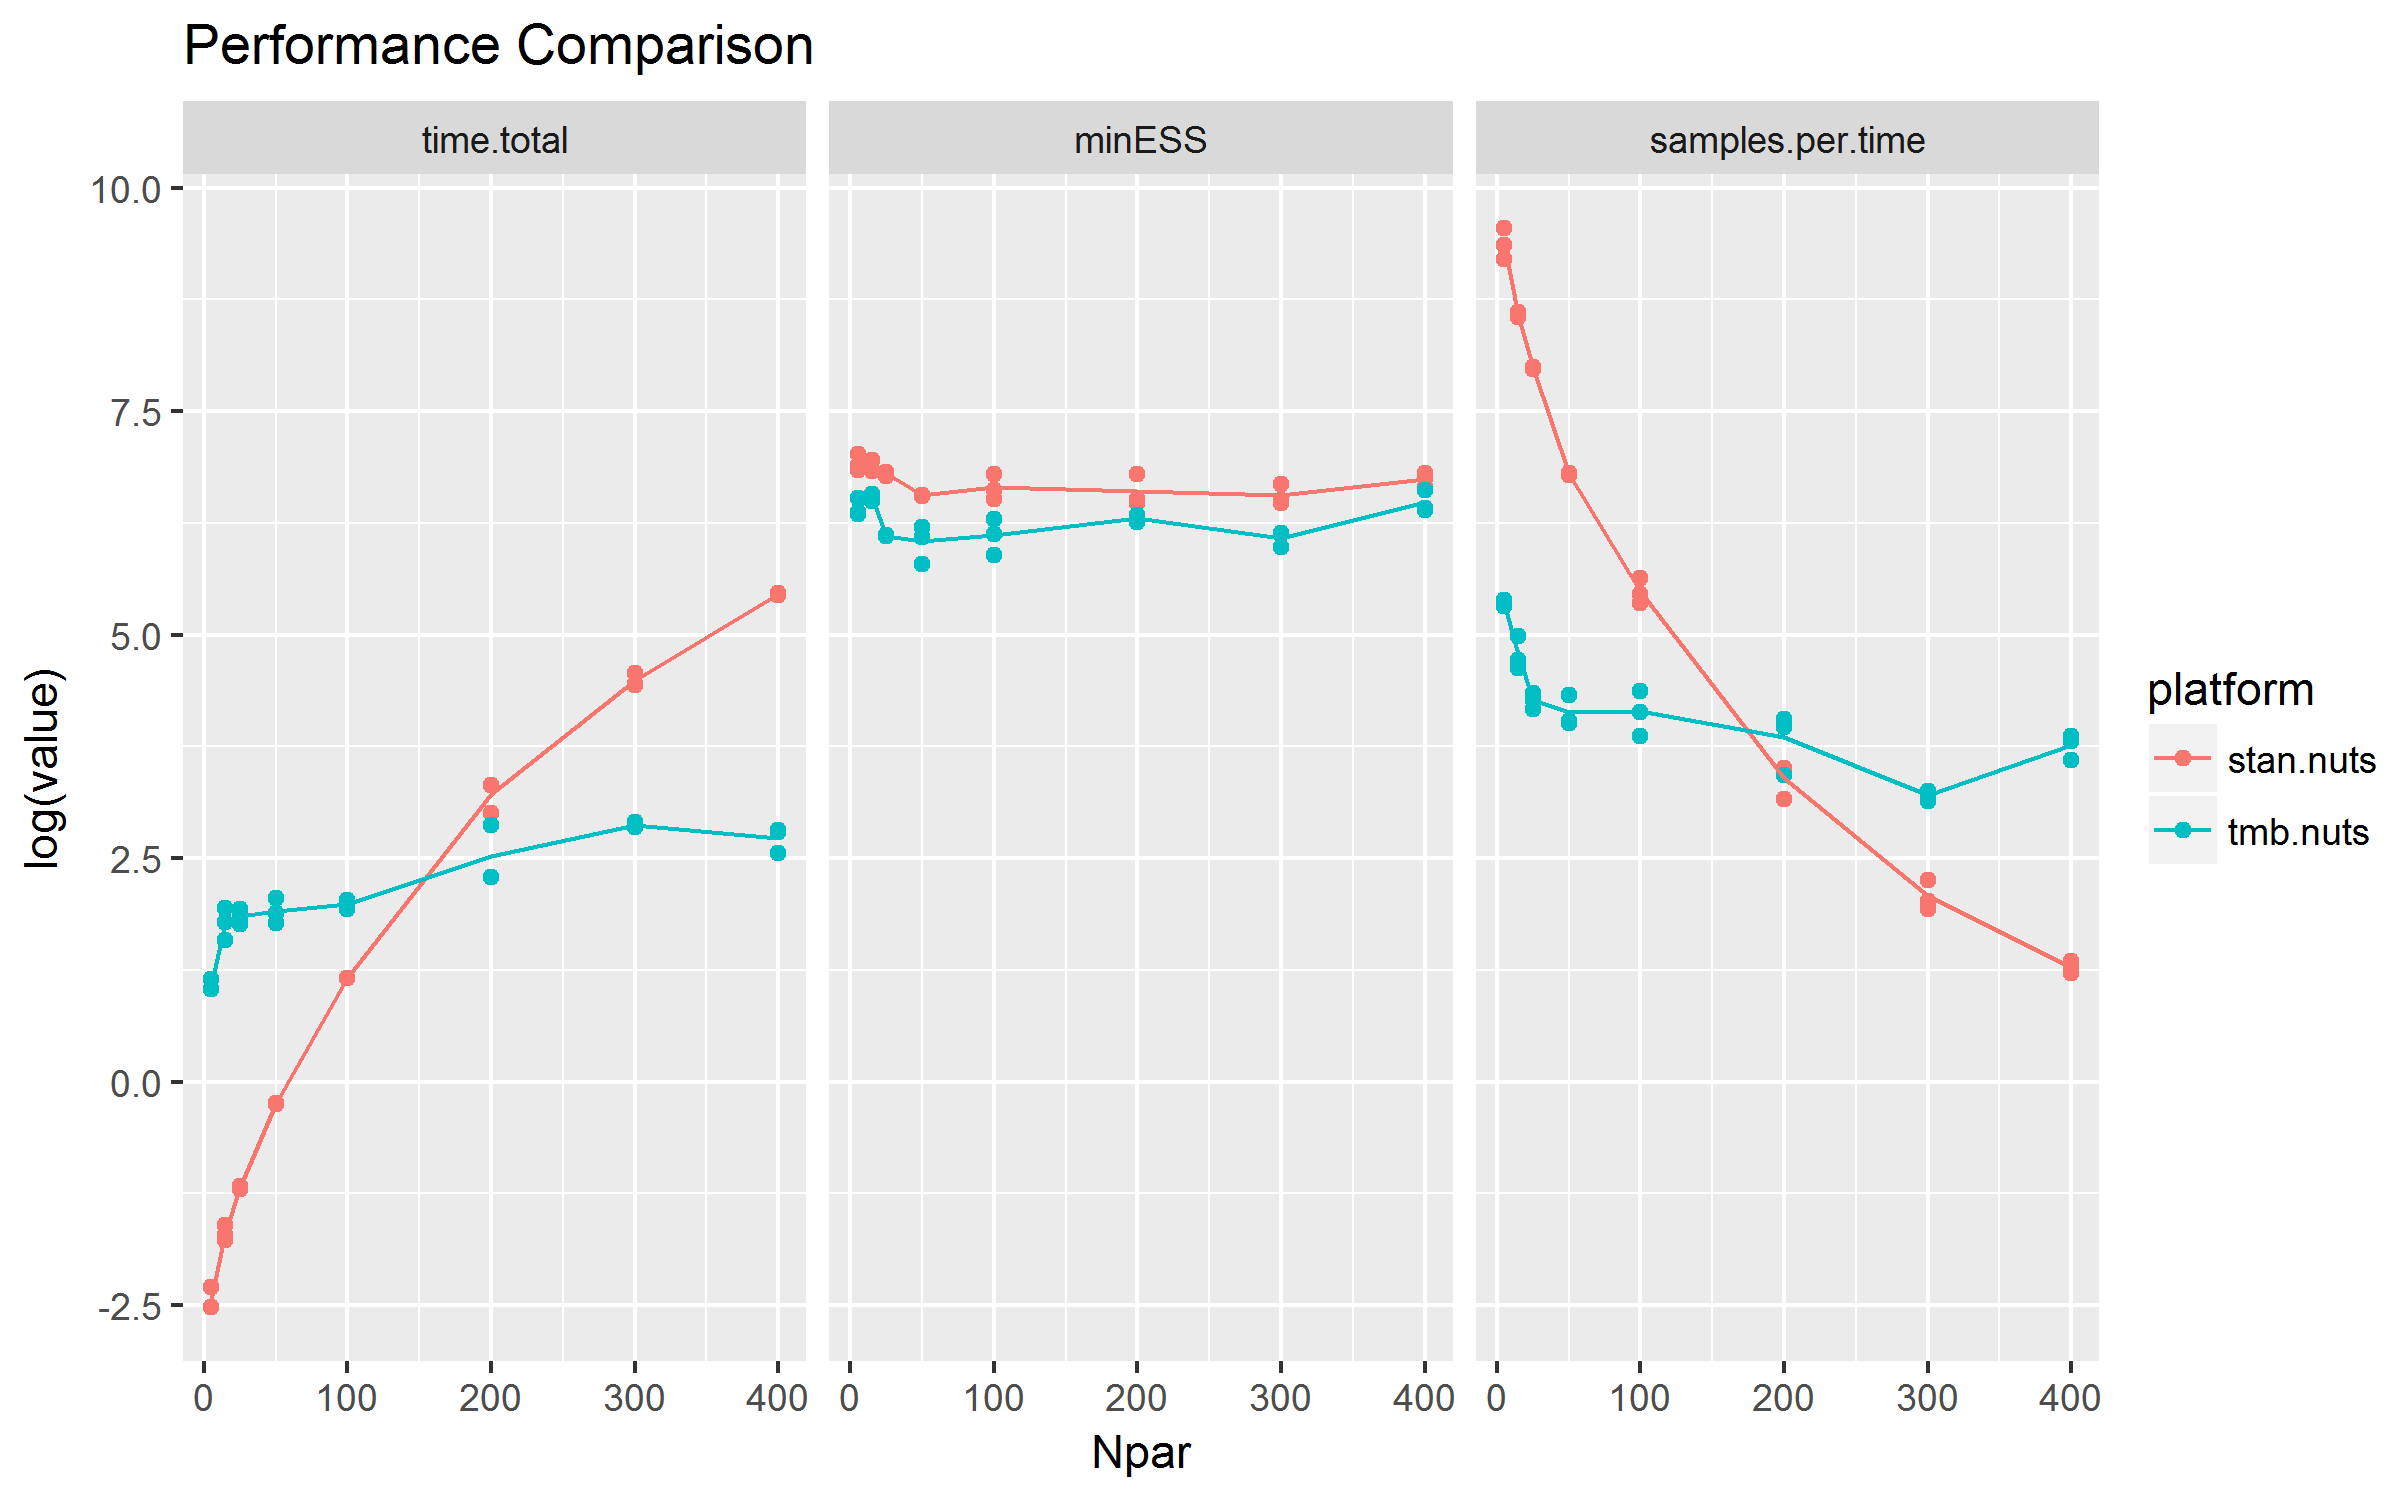 Performance Comparison
time.total minESS samples.per.time
10.0
7.5
5.0
2.5
0.0
-2.5
log(value)
0 100 200 300 400 0 100 200 300 400 0 100 200 300 400
Npar
platform
stan.nuts
tmb.nuts